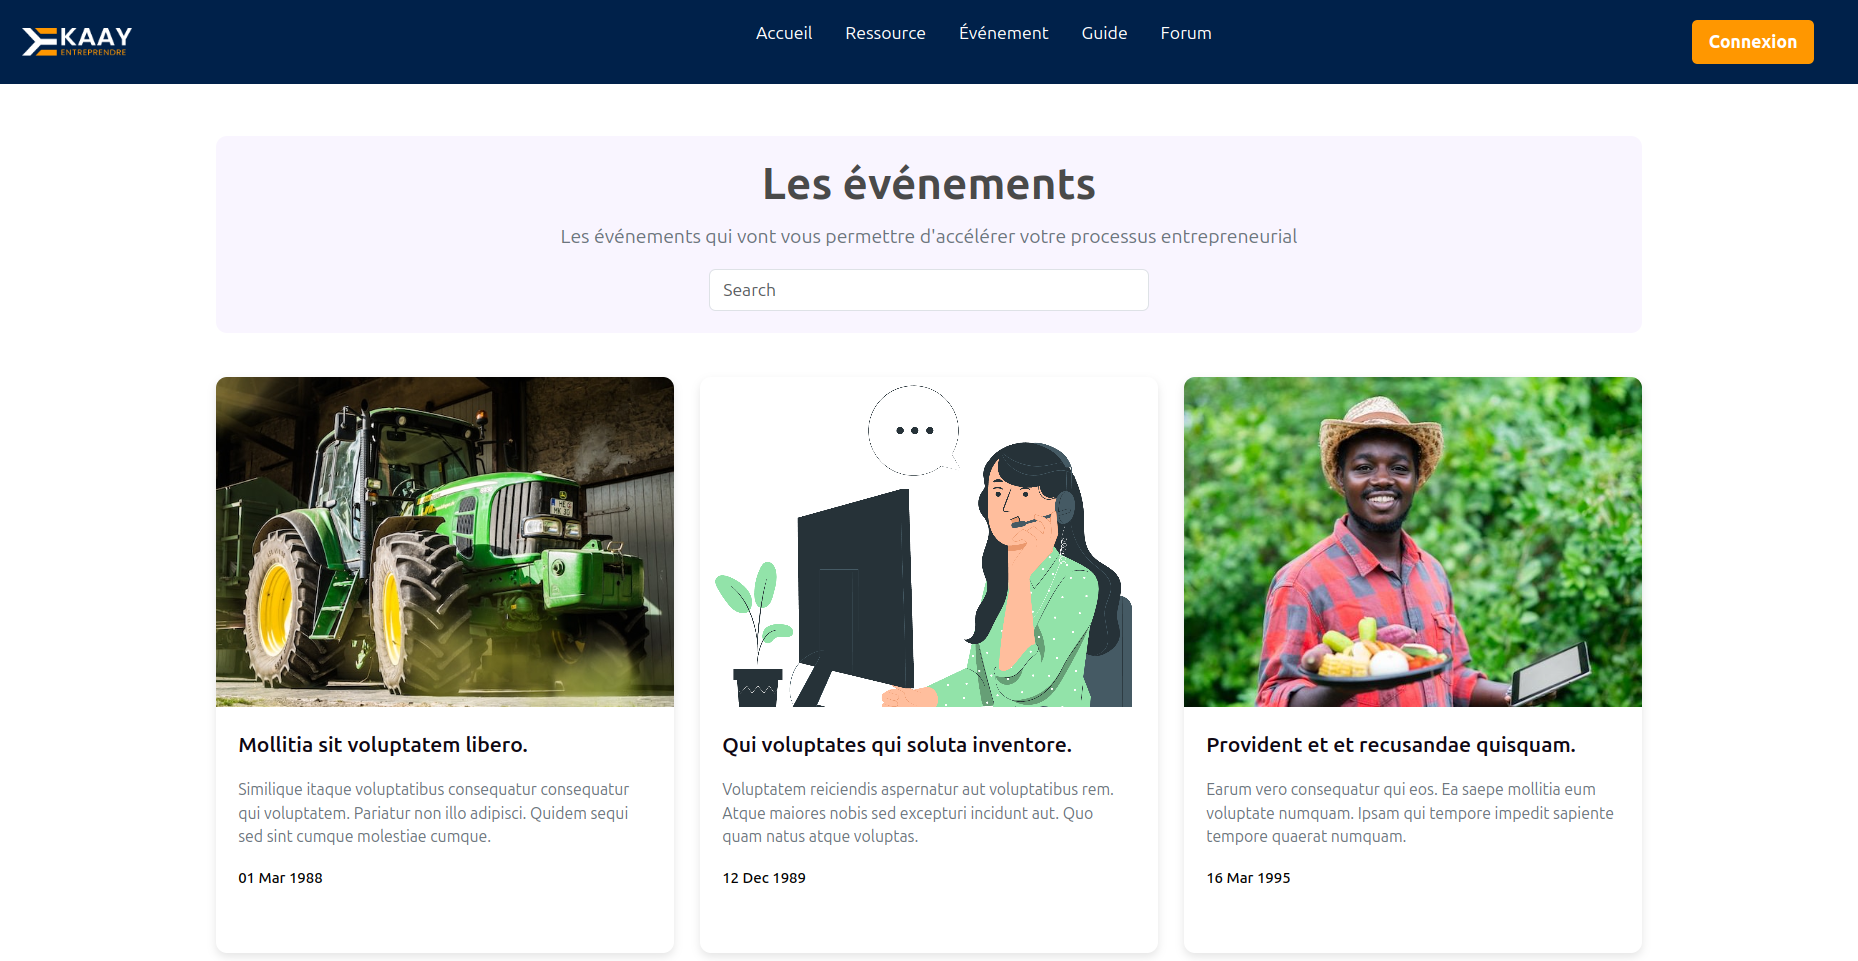 KAAY
ENTREPRENDRE
Accueil Ressource Événement Guide Forum
Connexion
Les événements
Les événements qui vont vous permettre d'accélérer votre processus entrepreneurial
Search
Mollitia sit voluptatem libero.
Similique itaque voluptatibus consequatur consequatur
qui voluptatem. Pariatur non illo adipisci. Quidem sequi
sed sint cumque molestiae cumque.
01 Mar 1988
Qui voluptates qui soluta inventore.
Voluptatem reiciendis aspernatur aut voluptatibus rem.
Atque maiores nobis sed excepturi incidunt aut. Quo
quam natus atque voluptas.
12 Dec 1989
Provident et et recusandae quisquam.
Earum vero consequatur qui eos. Ea saepe mollitia eum
voluptate numquam. Ipsam qui tempore impedit sapiente
tempore quaerat numquam.
16 Mar 1995